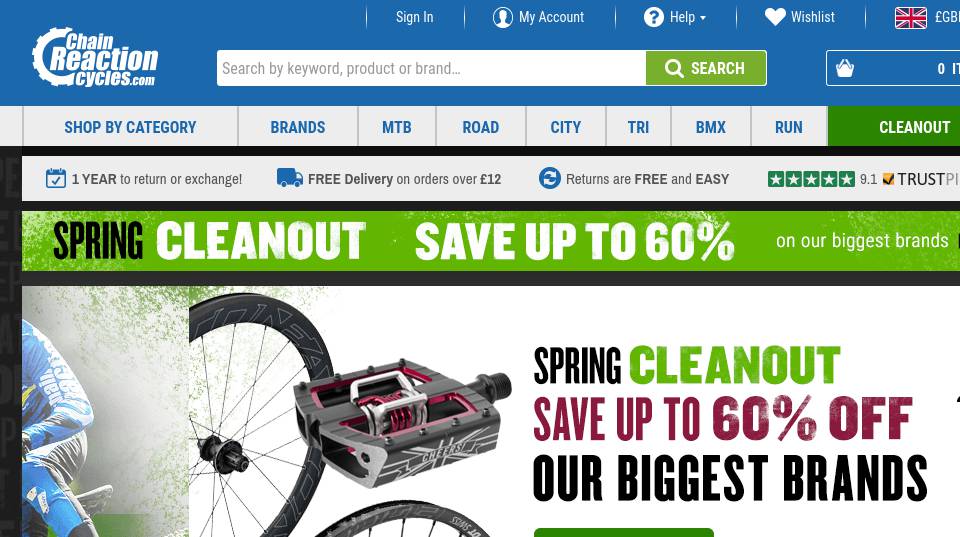 Sign In
My Account
Help
Wishlist
Chain
Reaction
cycles.com
Search by keyword, product or brand...
SEARCH
0
SHOP BY CATEGORY
BRANDS
MTB
ROAD
CITY
TRI
BMX
RUN
CLEANOUT
1 YEAR to return or exchange!
FREE Delivery on orders over £12
Returns are FREE and EASY
9.1
SPRING CLEANOUT SAVE UP TO 60% on our biggest brands
SPRING CLEANOUT
SAVE UP TO 60% OFF
OUR BIGGEST BRANDS
CHEERS!